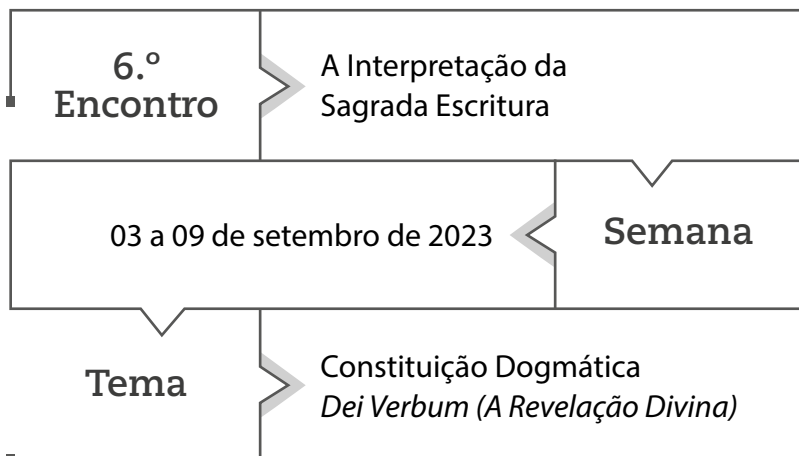 6.º
Encontro
A Interpretação da
Sagrada Escritura
03 a 09 de setembro de 2023
Semana
Tema
Constituição Dogmática
Dei Verbum (A Revelação Divina)